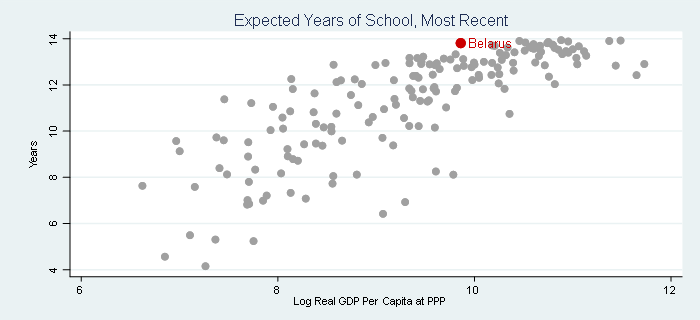 Expected Years of School, Most Recent
14
12
10
8
6
4
Years
Belarus
6
8
10
12
Log Real GDP Per Capita at PPP